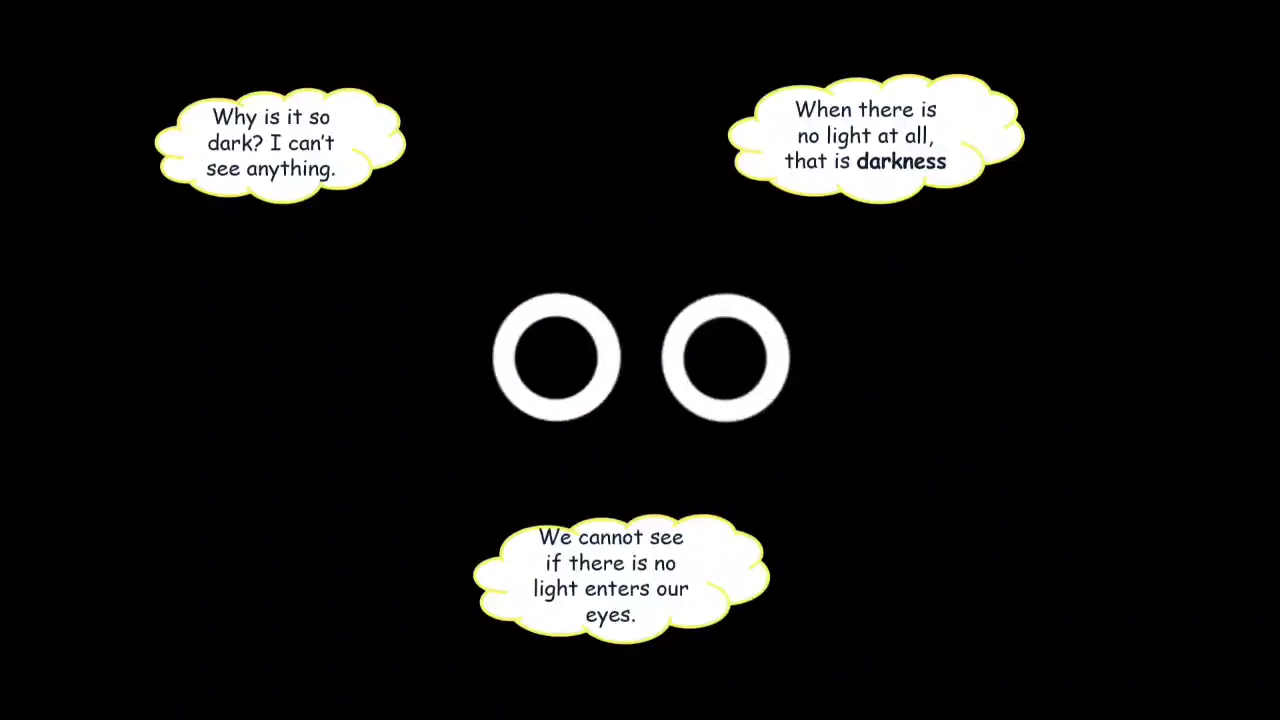 Why is it so
dark? I can't
see anything.
When there is
no light at all,
that is darkness
We cannot see
if there is no
light enters our
eyes.